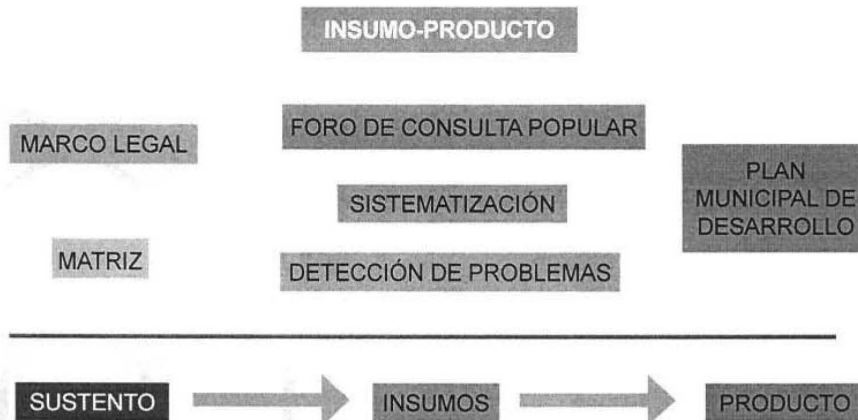 INSUMO-PRODUCTO
MARCO LEGAL
MATRIZ
FORO DE CONSULTA POPULAR
SISTEMATIZACIÓN
DETECCIÓN DE PROBLEMAS
PLAN
MUNICIPAL DE
DESARROLLO
SUSTENTO
INSUMOS
PRODUCTO